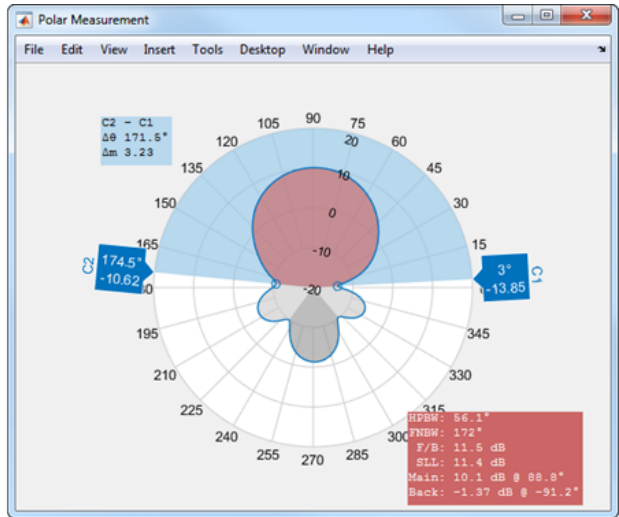 Polar Measurement
File Edit View Insert Tools Desktop Window Help
C2 - C1
Δθ 171.5°
Δm 3.23
90
105
75
120
20
60
135
45
10
150
30
0
165
15
-10
C2
174.5°
-10.62
3°
-13.85
C1
-20
195
345
210
330
225
315
240
300
255
285
270
HPBW: 56.1°
FNBW: 172°
F/B: 11.5 dB
SLL: 11.4 dB
Main: 10.1 dB @ 88.8°
Back: -1.37 dB @ -91.2°